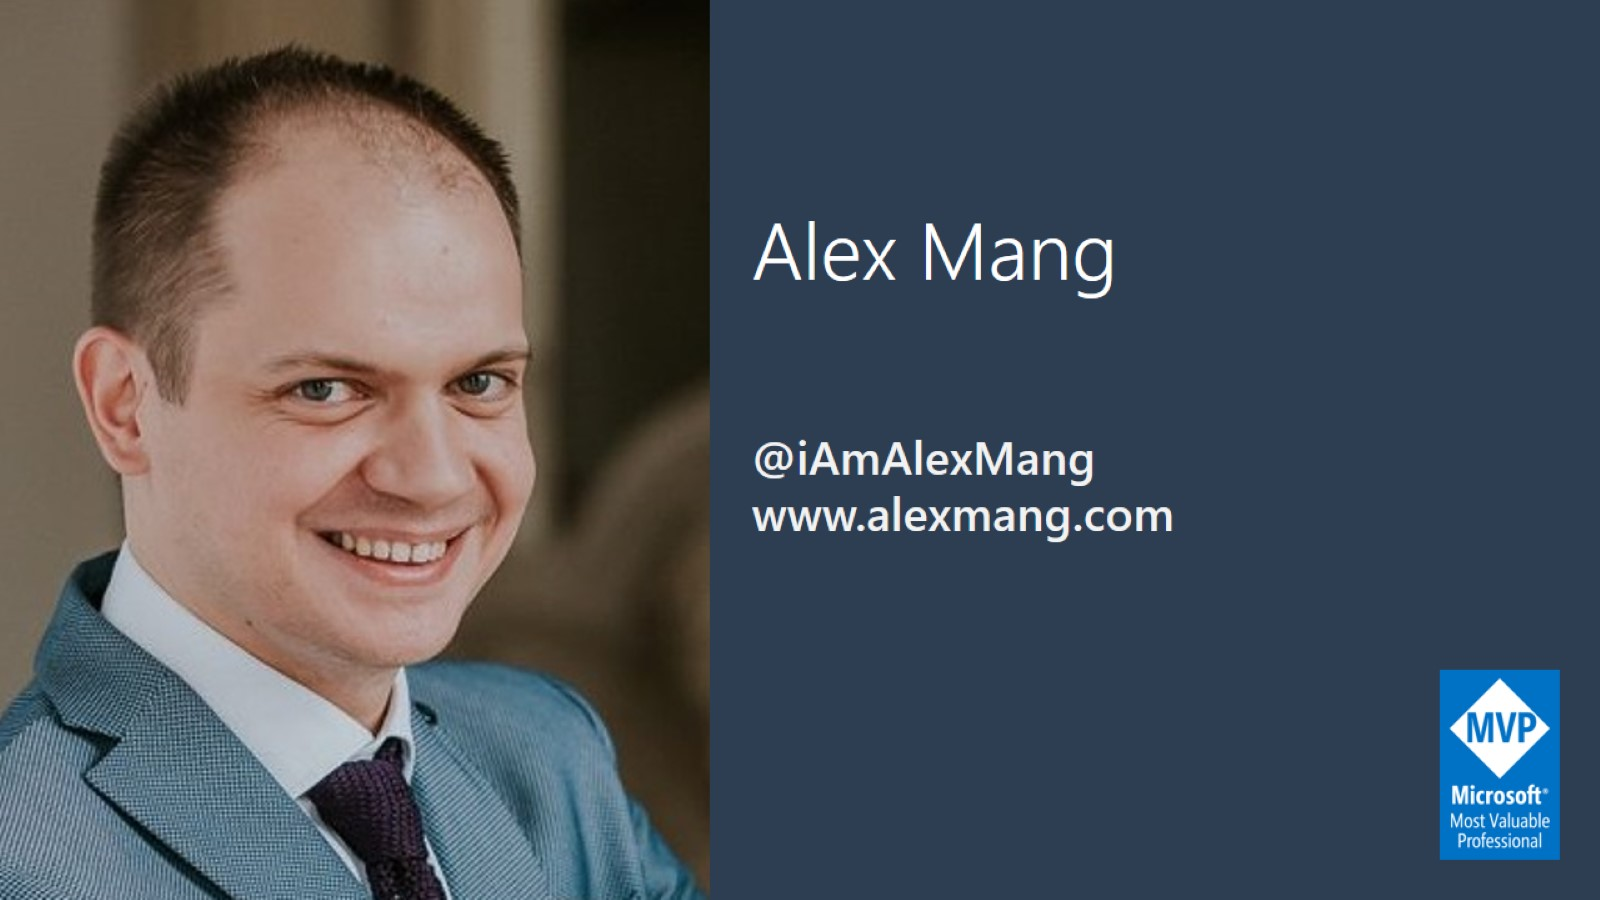 Alex Mang
@iAmAlexMang
www.alexmang.com
MVP
Microsoft®
Most Valuable
Professional